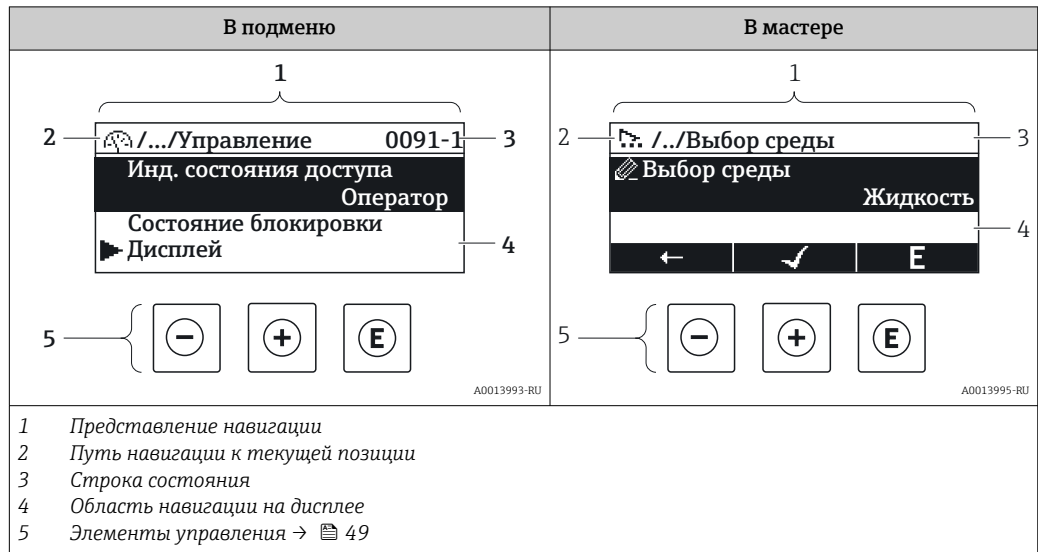 В подменю
В мастере
1
2
/.../Управление 0091-1
3
Инд. состояния доступа
Оператор
Состояние блокировки
Дисплей
4
5
E
A0013993-RU
1
2
/../Выбор среды
3
Выбор среды
Жидкость
4
E
5
E
A0013995-RU
1 Представление навигации
2 Путь навигации к текущей позиции
3 Строка состояния
4 Область навигации на дисплее
5 Элементы управления → 49